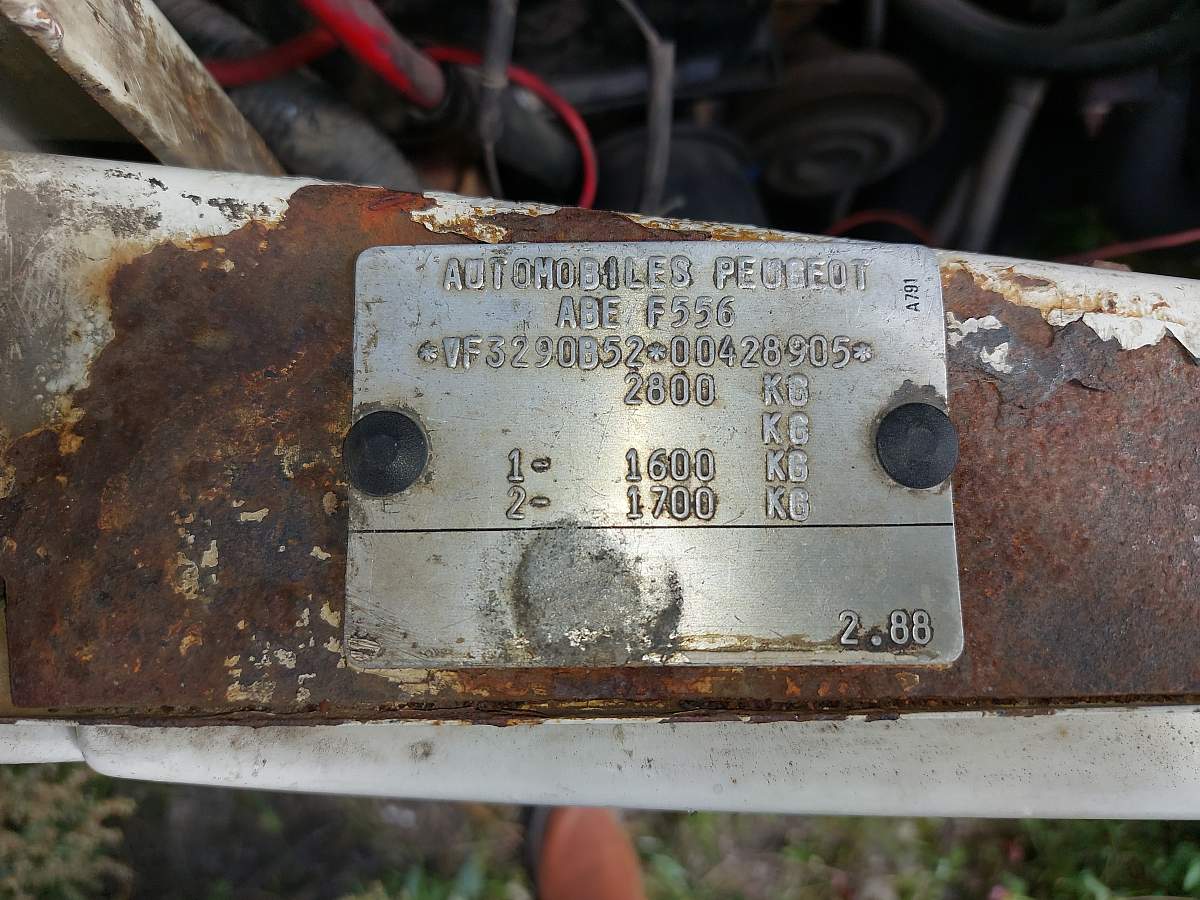 AUTOMOBILES PEUGEOT
A791
ABE F556
*VF3290B52*00428905*
2800 KG
KG
1- 1600 KG
2- 1700 KG
2.88